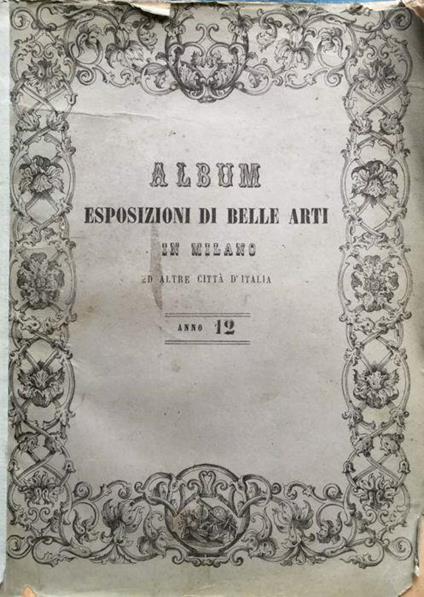 ALBUM
ESPOSIZIONI DI BELLE ARTI
IN MILANO
ED ALTRE CITTÀ D'ITALIA
ANNO 12